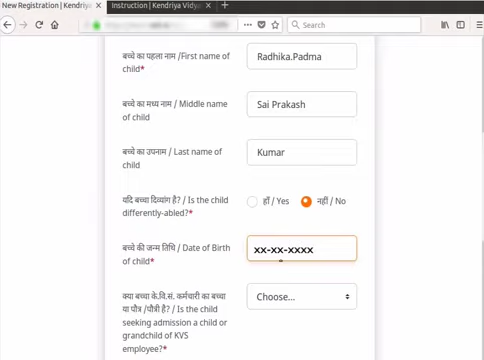 New Registration | Kendriya
Instruction | Kendriya Vidya
Search
बच्चे का पहला नाम /First name of
child*
Radhika.Padma
बच्चे का मध्य नाम / Middle name
of child
Sai Prakash
बच्चे का उपनाम / Last name of
child
Kumar
यदि बच्चा दिव्यांग है? / Is the child
differently-abled?*
हाँ / Yes
नहीं / No
बच्चे की जन्म तिथि / Date of Birth
of child*
xx-xx-xxxx
क्या बच्चा के.वि.सं. कर्मचारी का बच्चा
या पौत्र /पौत्री है? / Is the child
seeking admission a child or
grandchild of KVS
employee?*
Choose...